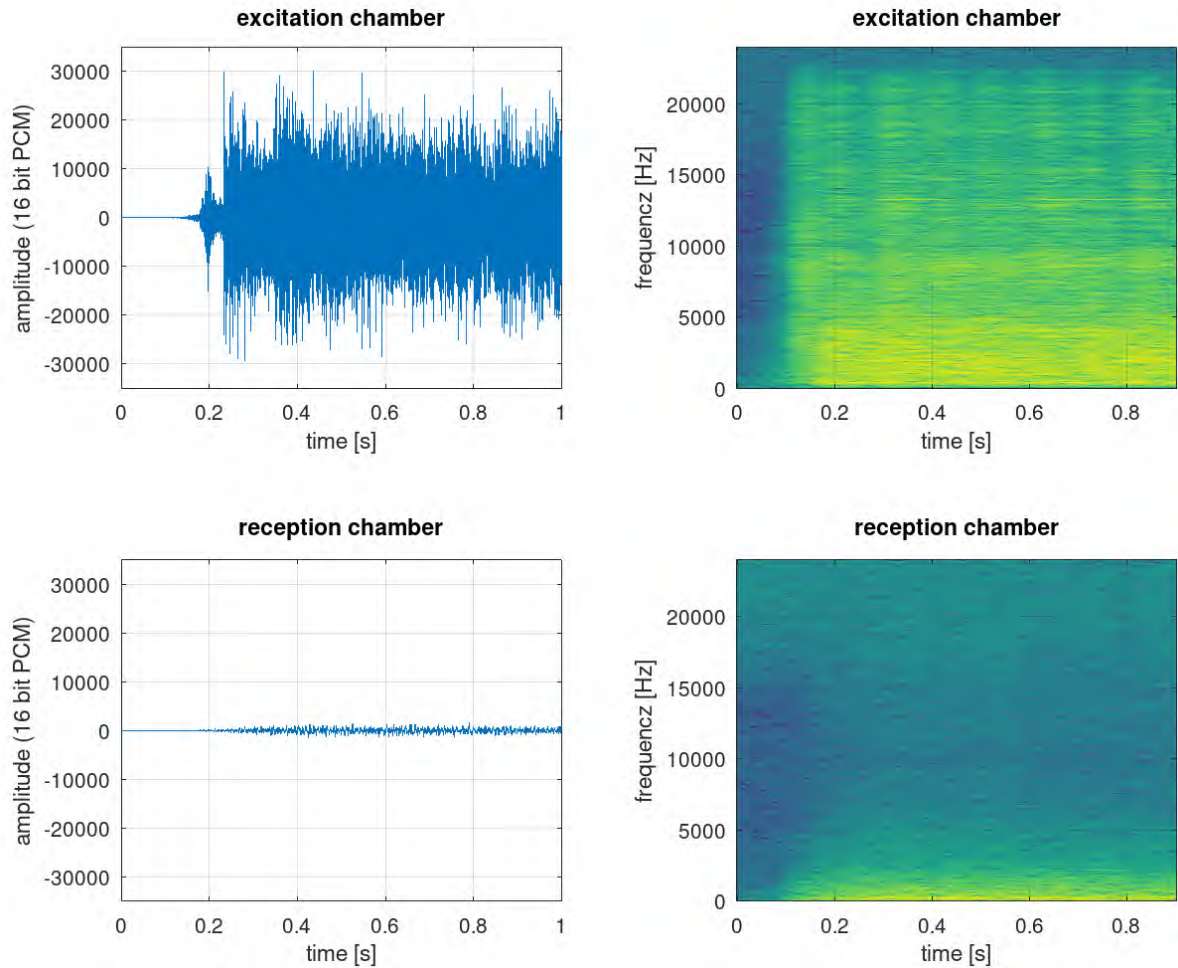 excitation chamber
amplitude (16 bit PCM)
30000
20000
10000
0
-10000
-20000
-30000
0 0.2 0.4 0.6 0.8 1
time [s]
excitation chamber
frequencz [Hz]
20000
15000
10000
5000
0
0 0.2 0.4 0.6 0.8
time [s]
reception chamber
amplitude (16 bit PCM)
30000
20000
10000
0
-10000
-20000
-30000
0 0.2 0.4 0.6 0.8 1
time [s]
reception chamber
frequencz [Hz]
20000
15000
10000
5000
0
0 0.2 0.4 0.6 0.8
time [s]